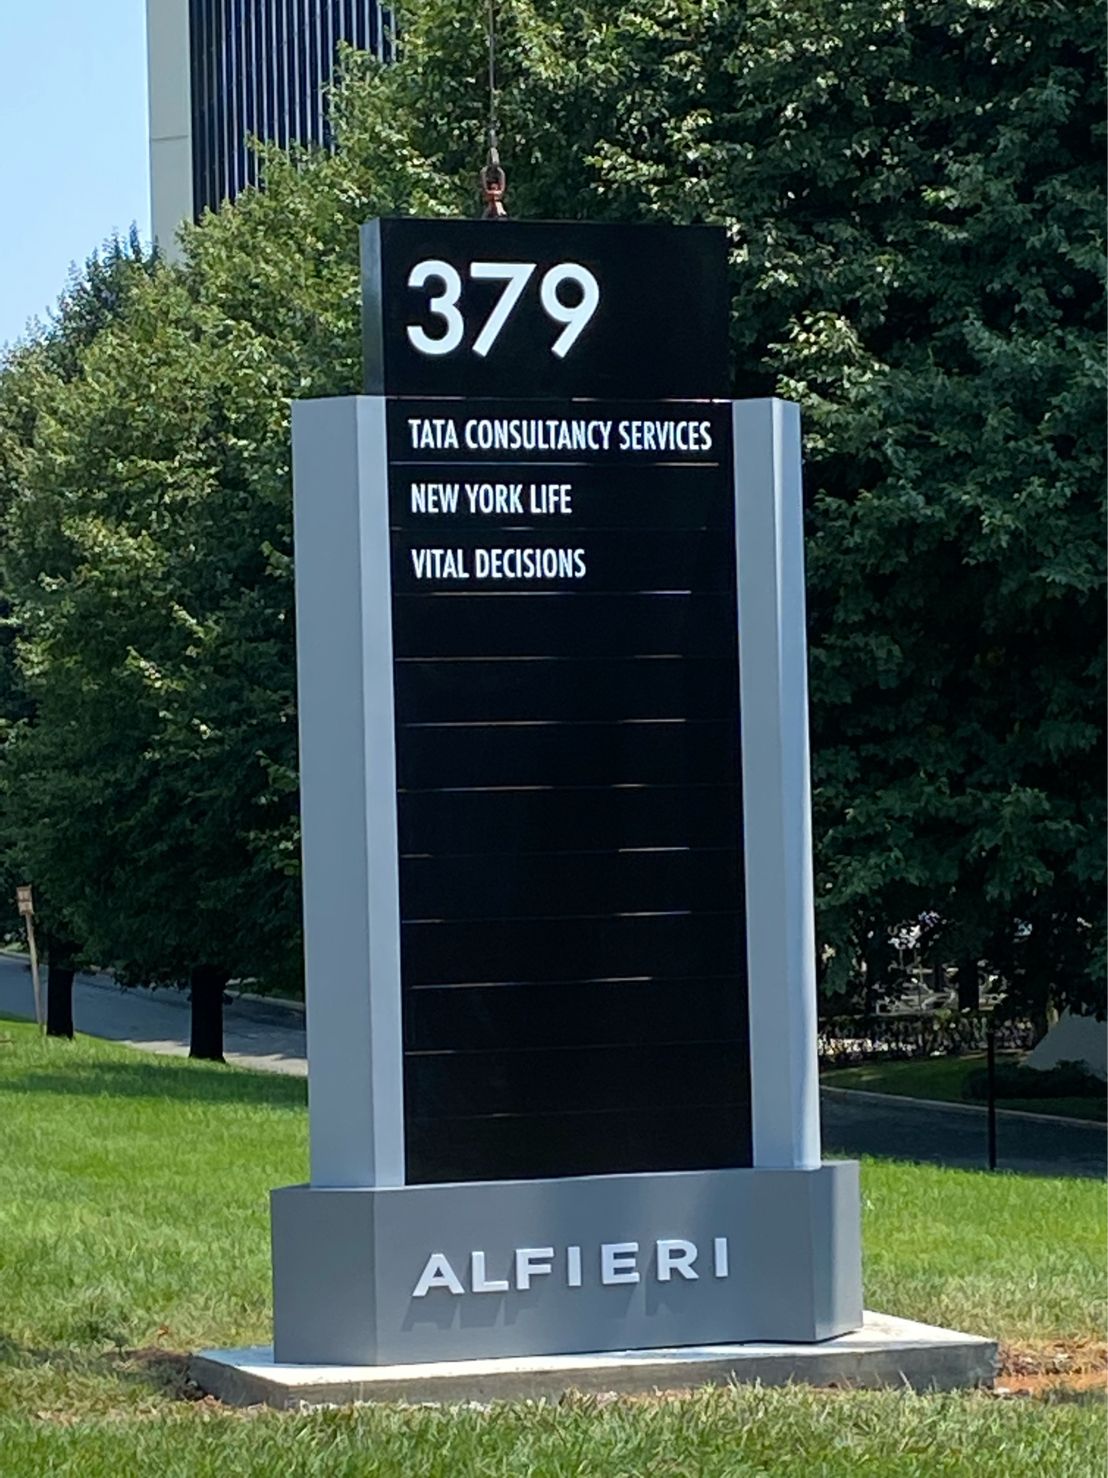 379
TATA CONSULTANCY SERVICES
NEW YORK LIFE
VITAL DECISIONS
ALFIERI